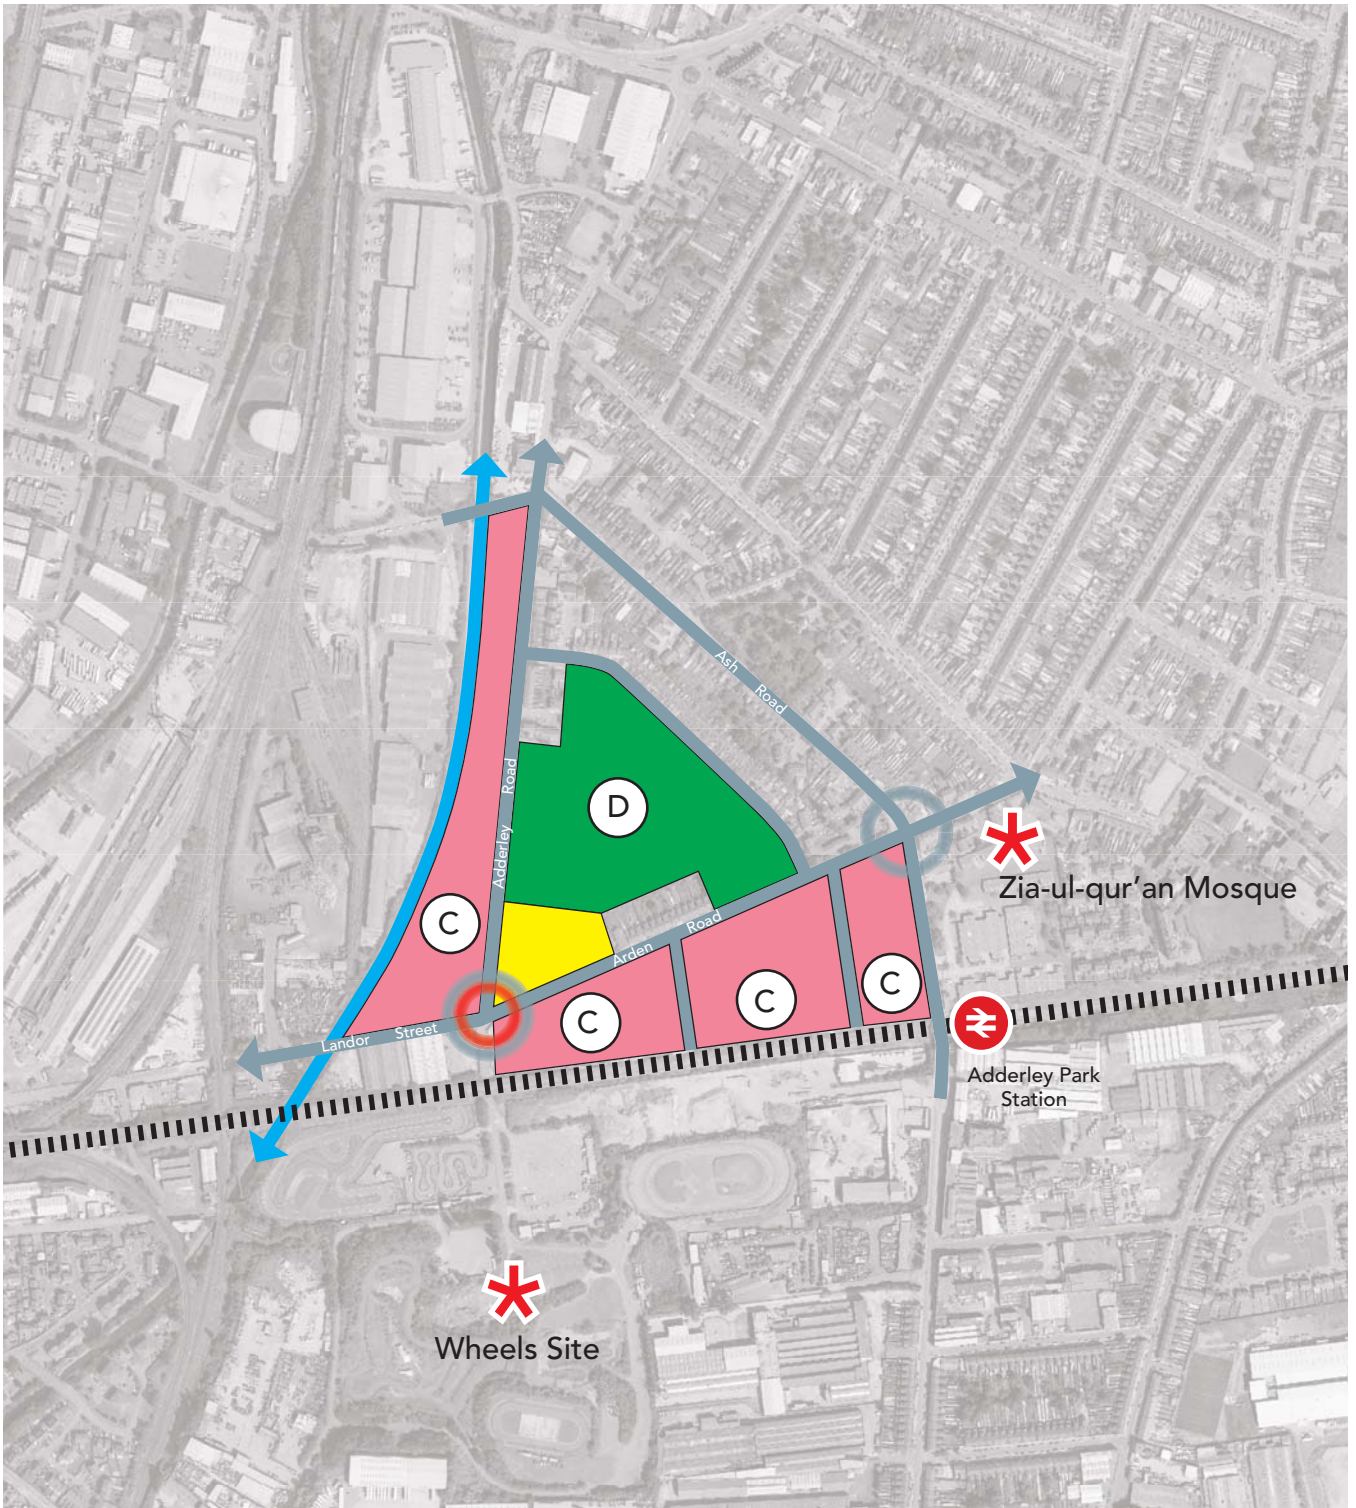 Ash Road
Road
Adderley
D
Zia-ul-qur'an Mosque
C
Arden Road
C
C
C
Landor Street
Adderley Park
Station
Wheels Site